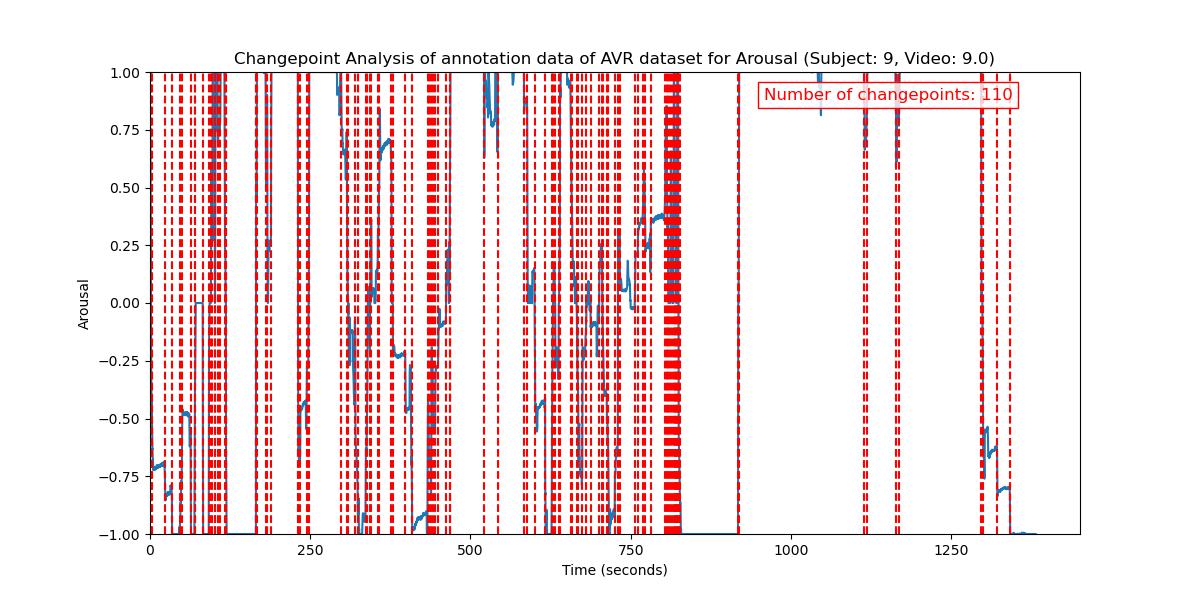 Changepoint Analysis of annotation data of AVR dataset for Arousal (Subject: 9, Video: 9.0)
Number of changepoints: 110
1.00
0.75
0.50
0.25
0.00
−0.25
−0.50
−0.75
−1.00
Arousal
0 250 500 750 1000 1250
Time (seconds)